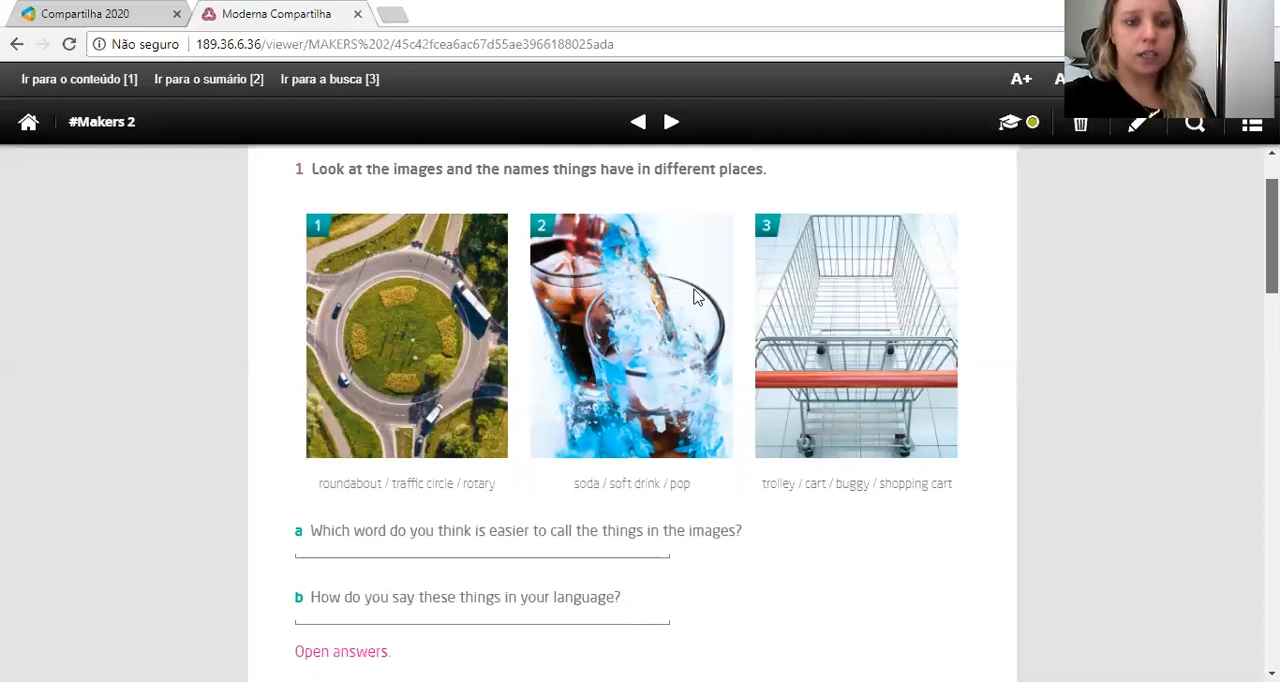 Compartilha 2020
Moderna Compartilha
Não seguro
189.36.6.36/viewer/MAKERS%202/45c42fcea6ac67d55ae3966188025ada
Ir para o conteúdo [1] Ir para o sumário [2] Ir para a busca [3] A+
#Makers 2
1 Look at the images and the names things have in different places.
1 2 3
roundabout / traffic circle / rotary soda / soft drink / pop trolley / cart / buggy / shopping cart
a Which word do you think is easier to call the things in the images?
b How do you say these things in your language?
Open answers.